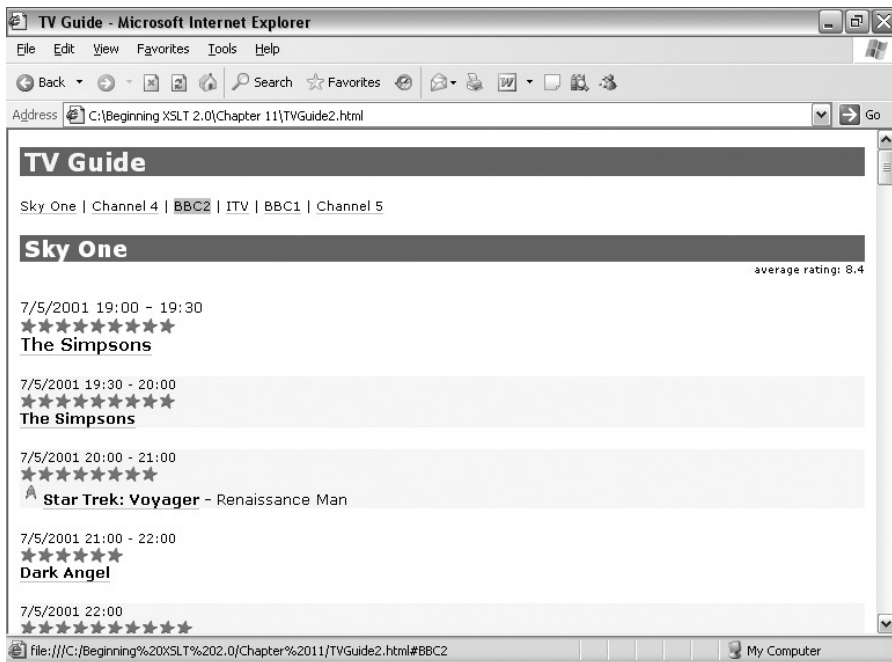 TV Guide - Microsoft Internet Explorer
File Edit View Favorites Tools Help
Back Search Favorites
Address C:\Beginning XSLT 2.0\Chapter 11\TVGuide2.html Go
TV Guide
Sky One | Channel 4 | BBC2 | ITV | BBC1 | Channel 5
Sky One
average rating: 8.4
7/5/2001 19:00 - 19:30
The Simpsons
7/5/2001 19:30 - 20:00
The Simpsons
7/5/2001 20:00 - 21:00
Star Trek: Voyager - Renaissance Man
7/5/2001 21:00 - 22:00
Dark Angel
7/5/2001 22:00
file:///C:/Beginning%20XSLT%202.0/Chapter%2011/TVGuide2.html#BBC2 My Computer